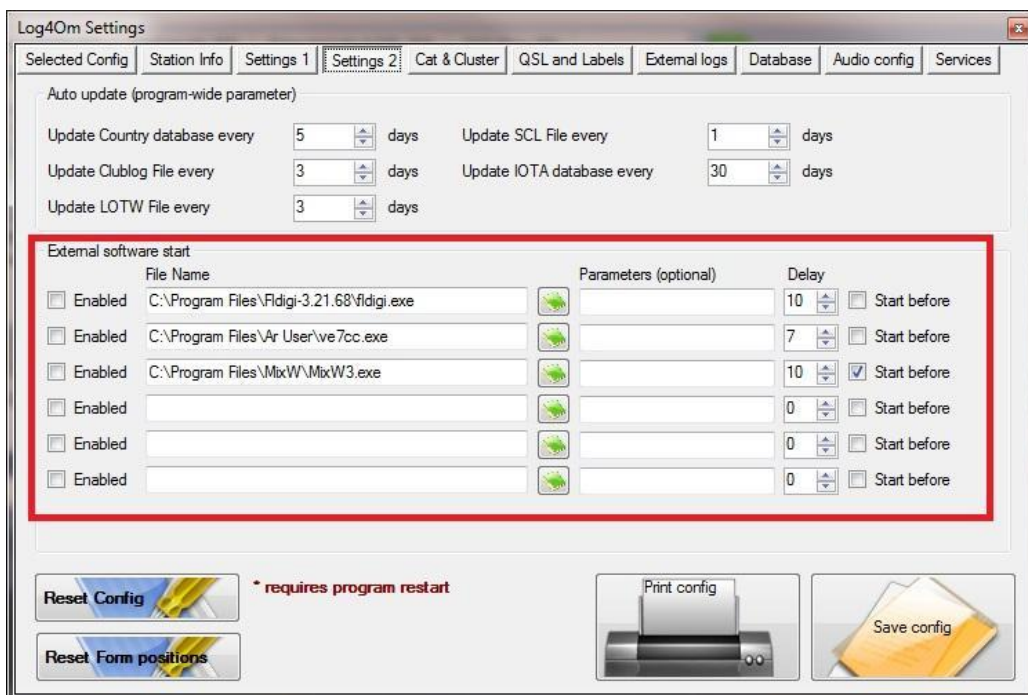 Log4Om Settings
Selected Config Station Info Settings 1 Settings 2 Cat & Cluster QSL and Labels External logs Database Audio config Services
Auto update (program-wide parameter)
Update Country database every 5 days Update SCL File every 1 days
Update Clublog File every 3 days Update IOTA database every 30 days
Update LOTW File every 3 days
External software start
File Name Parameters (optional) Delay
Enabled C:\Program Files\Fldigi-3.21.68\fldigi.exe 10 Start before
Enabled C:\Program Files\Ar User\ve7cc.exe 7 Start before
Enabled C:\Program Files\MixW\MixW3.exe 10 Start before
Enabled 0 Start before
Enabled 0 Start before
Enabled 0 Start before
Reset Config * requires program restart Print config
Save config
Reset Form positions